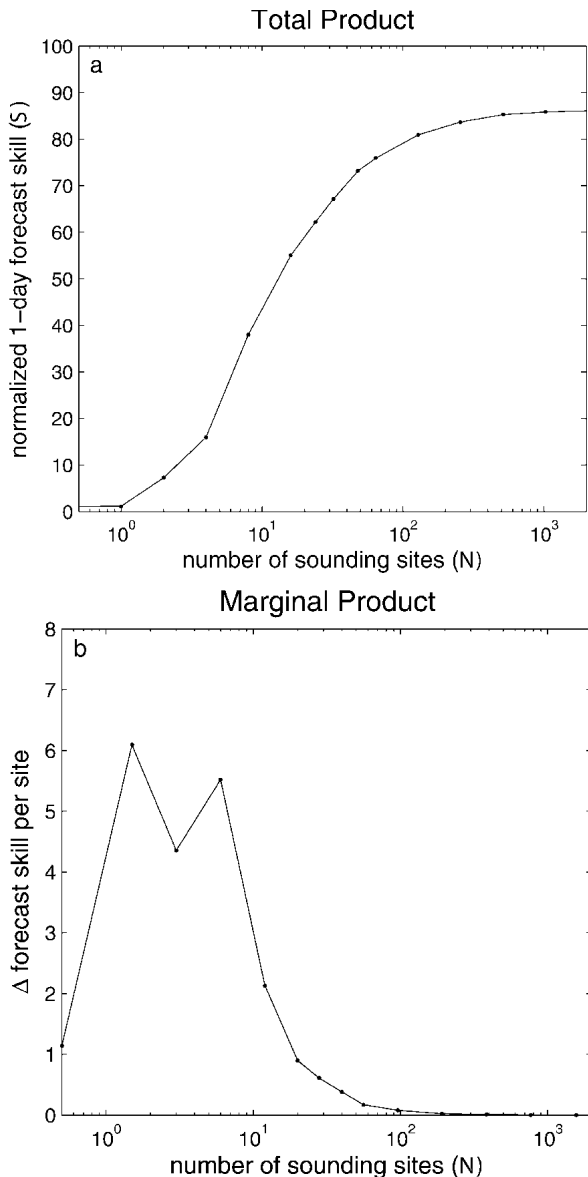 Total Product
a
100
90
80
70
60
50
40
30
20
10
0
normalized 1-day forecast skill (S)
10⁰ 10¹ 10² 10³
number of sounding sites (N)
Marginal Product
b
8
7
6
5
4
3
2
1
0
Δ forecast skill per site
10⁰ 10¹ 10² 10³
number of sounding sites (N)